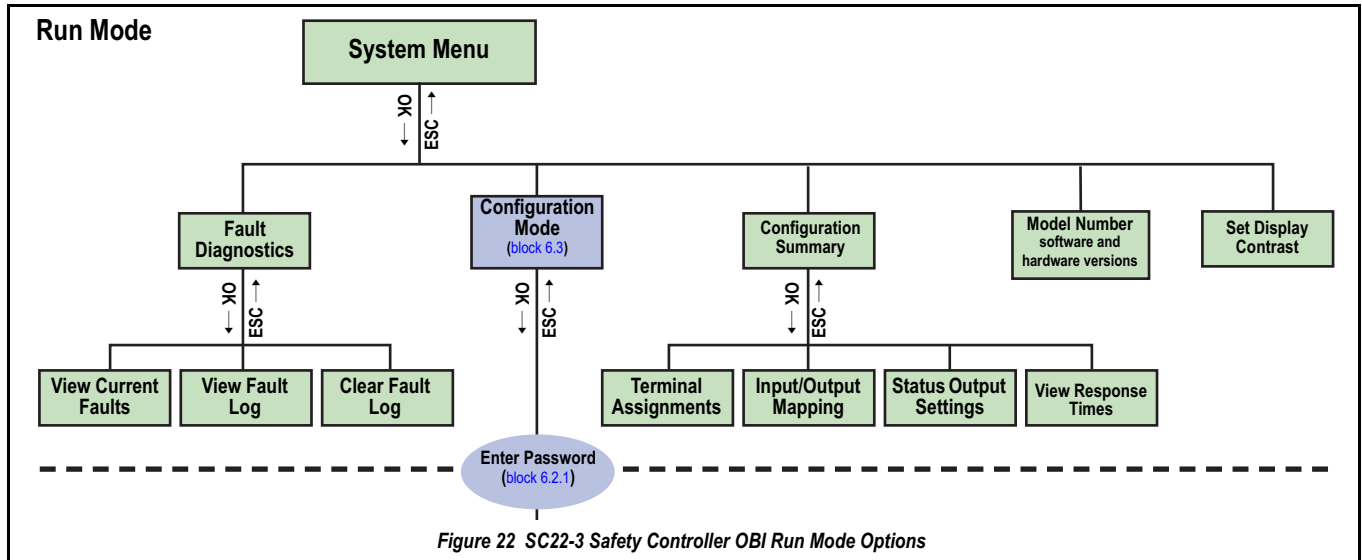 Run Mode
System Menu
OK
ESC
Fault
Diagnostics
Configuration
Mode
(block 6.3)
Configuration
Summary
Model Number
software and
hardware versions
Set Display
Contrast
OK
ESC
OK
ESC
OK
ESC
View Current
Faults
View Fault
Log
Clear Fault
Log
Terminal
Assignments
Input/Output
Mapping
Status Output
Settings
View Response
Times
Enter Password
(block 6.2.1)
Figure 22 SC22-3 Safety Controller OBI Run Mode Options